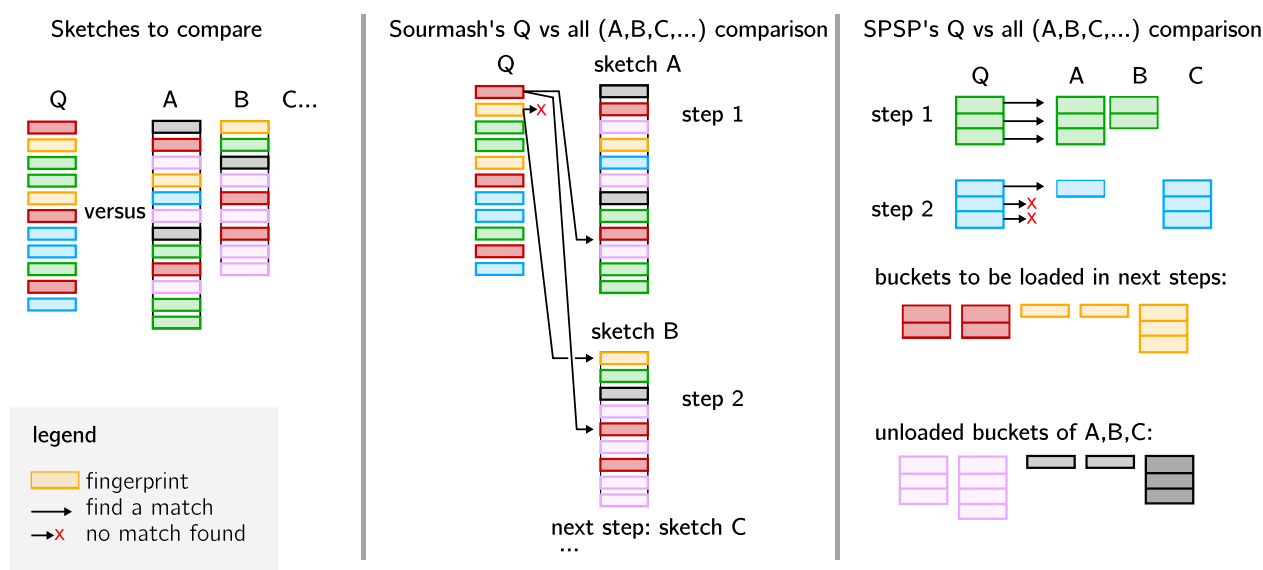 Sketches to compare
Q
A
B
C...
versus
legend
fingerprint
find a match
x
no match found
Sourmash's Q vs all (A,B,C,...) comparison
Q
sketch A
x
step 1
sketch B
step 2
next step: sketch C
...
SPSP's Q vs all (A,B,C,...) comparison
Q
A
B
C
step 1
step 2
x
x
buckets to be loaded in next steps:
unloaded buckets of A,B,C: